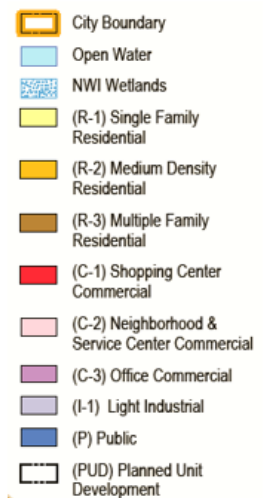 City Boundary
Open Water
NWI Wetlands
(R-1) Single Family
Residential
(R-2) Medium Density
Residential
(R-3) Multiple Family
Residential
(C-1) Shopping Center
Commercial
(C-2) Neighborhood &
Service Center Commercial
(C-3) Office Commercial
(I-1) Light Industrial
(P) Public
(PUD) Planned Unit
Development